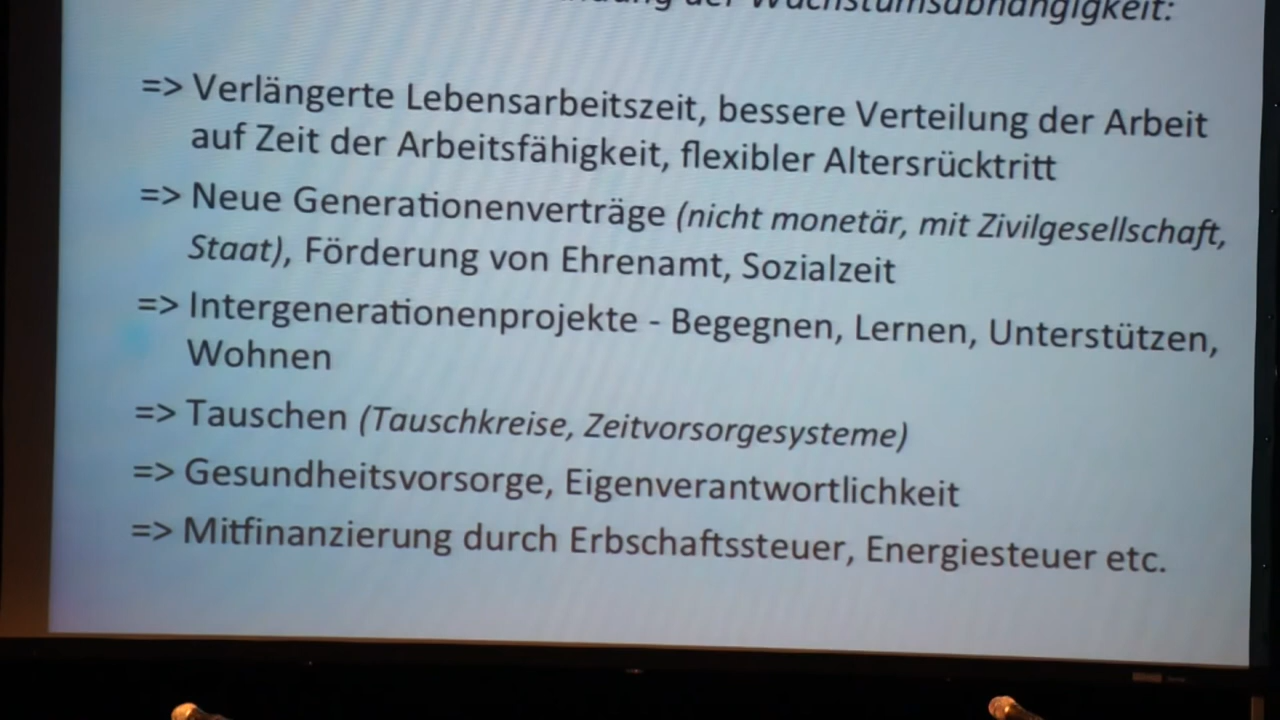 der Wachstumsabhängigkeit:
=> Verlängerte Lebensarbeitszeit, bessere Verteilung der Arbeit
auf Zeit der Arbeitsfähigkeit, flexibler Altersrücktritt
=> Neue Generationenverträge (nicht monetär, mit Zivilgesellschaft,
Staat), Förderung von Ehrenamt, Sozialzeit
=> Intergenerationenprojekte - Begegnen, Lernen, Unterstützen,
Wohnen
=> Tauschen (Tauschkreise, Zeitvorsorgesysteme)
=> Gesundheitsvorsorge, Eigenverantwortlichkeit
=> Mitfinanzierung durch Erbschaftssteuer, Energiesteuer etc.